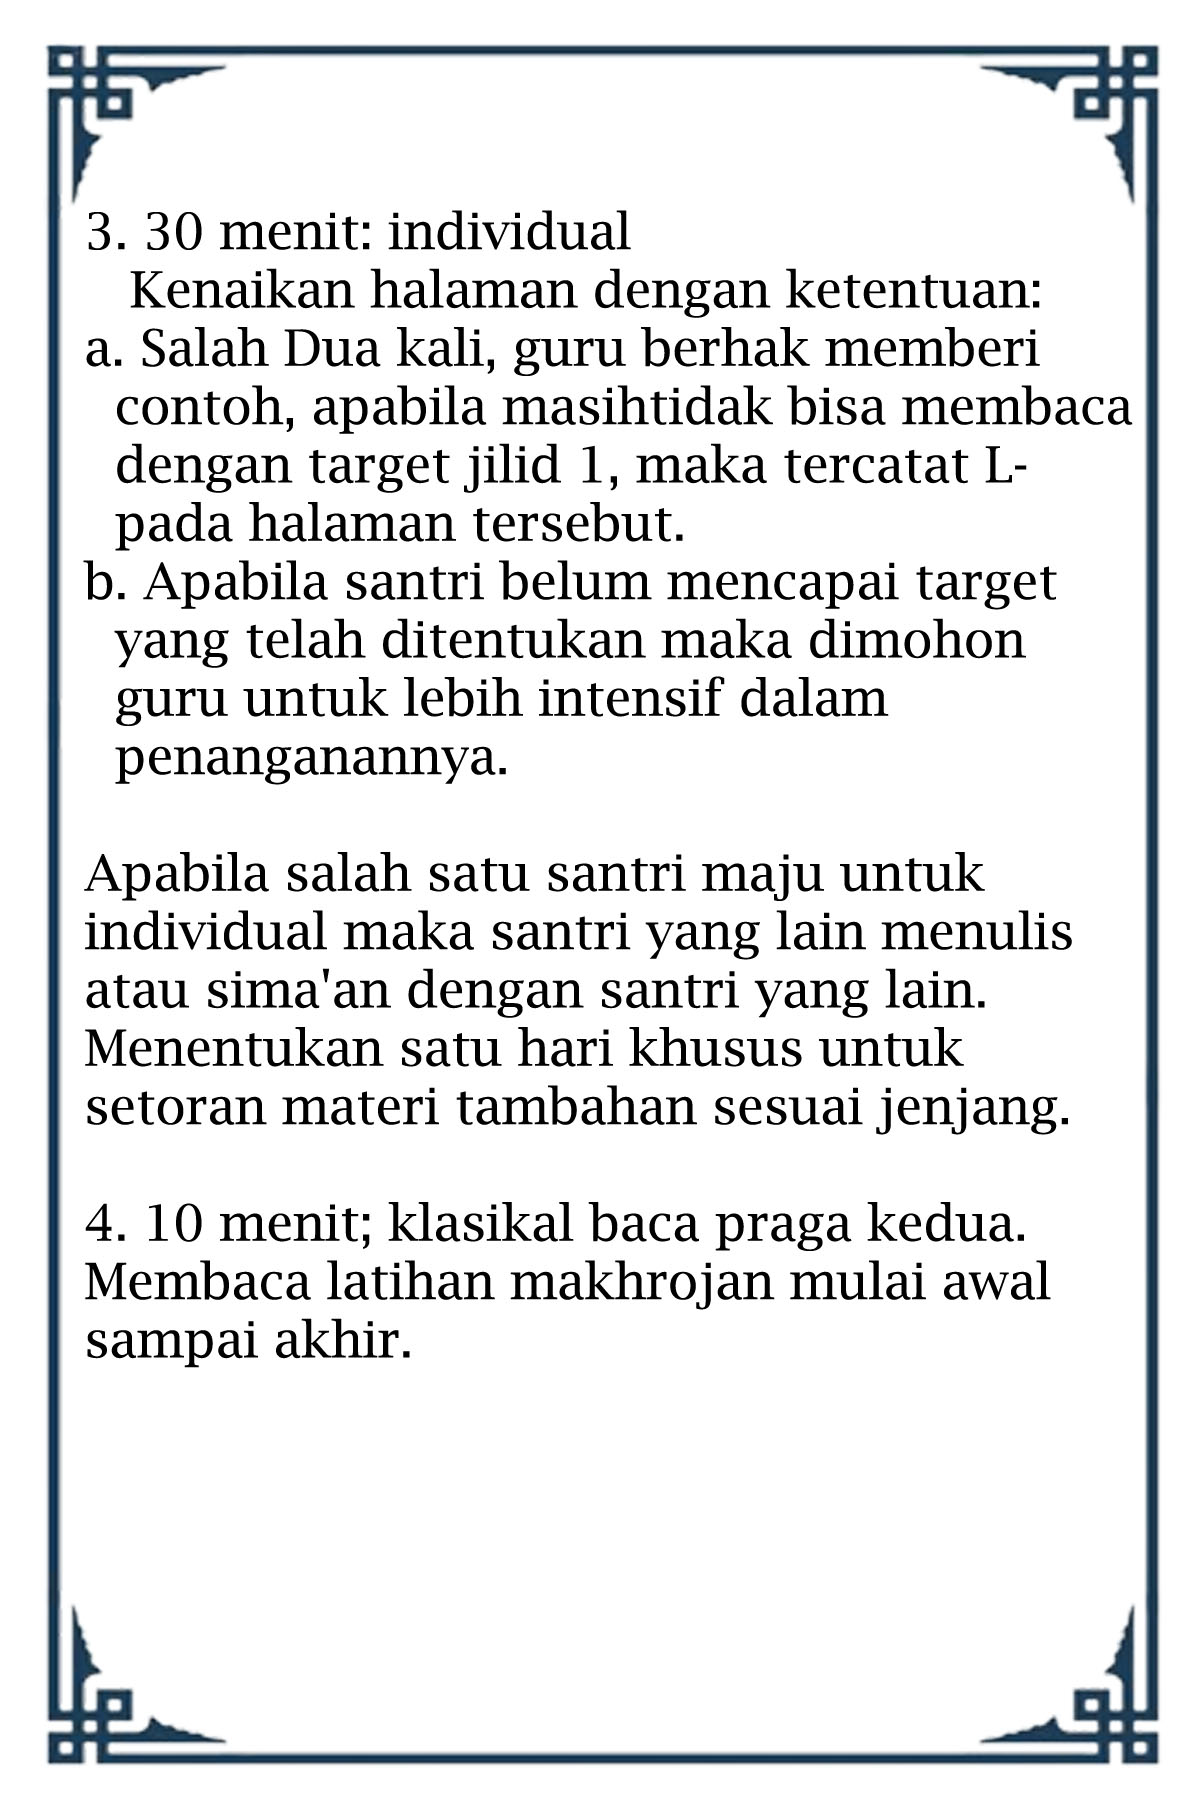 3. 30 menit: individual
Kenaikan halaman dengan ketentuan:
a. Salah Dua kali, guru berhak memberi
contoh, apabila masihtidak bisa membaca
dengan target jilid 1, maka tercatat L-
pada halaman tersebut.
b. Apabila santri belum mencapai target
yang telah ditentukan maka dimohon
guru untuk lebih intensif dalam
penanganannya.
Apabila salah satu santri maju untuk
individual maka santri yang lain menulis
atau sima'an dengan santri yang lain.
Menentukan satu hari khusus untuk
setoran materi tambahan sesuai jenjang.
4. 10 menit; klasikal baca praga kedua.
Membaca latihan makhrojan mulai awal
sampai akhir.